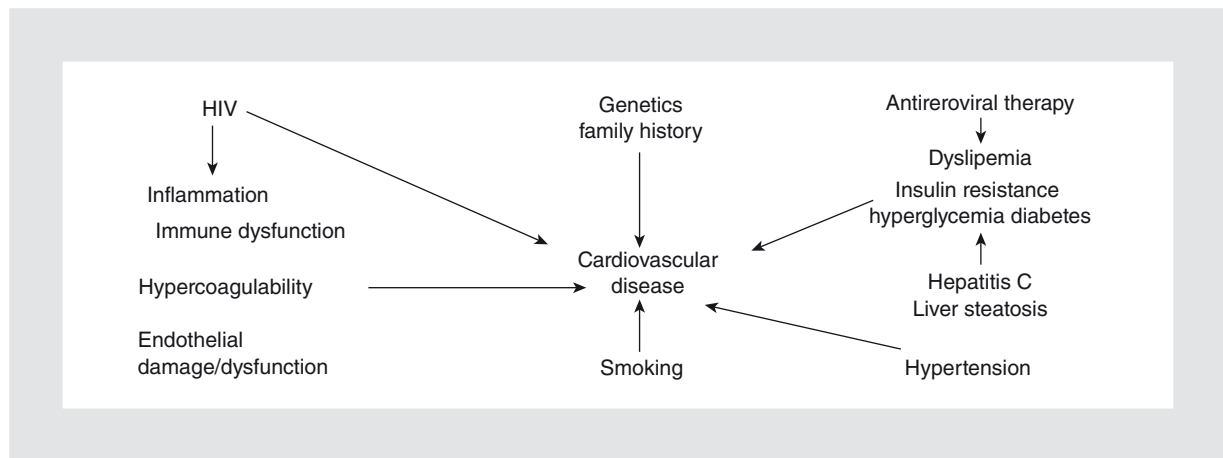 HIV
Inflammation
Immune dysfunction
Hypercoagulability
Endothelial
damage/dysfunction
Genetics
family history
Cardiovascular
disease
Smoking
Antireroviral therapy
Dyslipemia
Insulin resistance
hyperglycemia diabetes
Hepatitis C
Liver steatosis
Hypertension